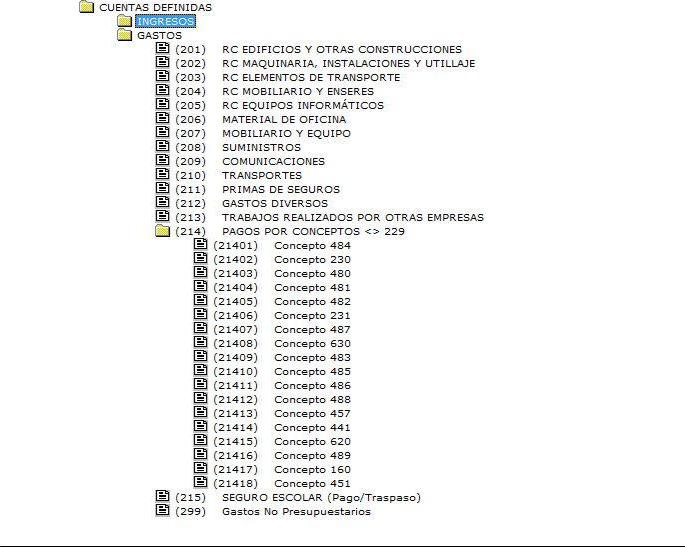 CUENTAS DEFINIDAS
INGRESOS
GASTOS
(201) RC EDIFICIOS Y OTRAS CONSTRUCCIONES
(202) RC MAQUINARIA, INSTALACIONES Y UTILLAJE
(203) RC ELEMENTOS DE TRANSPORTE
(204) RC MOBILIARIO Y ENSERES
(205) RC EQUIPOS INFORMÁTICOS
(206) MATERIAL DE OFICINA
(207) MOBILIARIO Y EQUIPO
(208) SUMINISTROS
(209) COMUNICACIONES
(210) TRANSPORTES
(211) PRIMAS DE SEGUROS
(212) GASTOS DIVERSOS
(213) TRABAJOS REALIZADOS POR OTRAS EMPRESAS
(214) PAGOS POR CONCEPTOS <> 229
(21401) Concepto 484
(21402) Concepto 230
(21403) Concepto 480
(21404) Concepto 481
(21405) Concepto 482
(21406) Concepto 231
(21407) Concepto 487
(21408) Concepto 630
(21409) Concepto 483
(21410) Concepto 485
(21411) Concepto 486
(21412) Concepto 488
(21413) Concepto 457
(21414) Concepto 441
(21415) Concepto 620
(21416) Concepto 489
(21417) Concepto 160
(21418) Concepto 451
(215) SEGURO ESCOLAR (Pago/Traspaso)
(299) Gastos No Presupuestarios